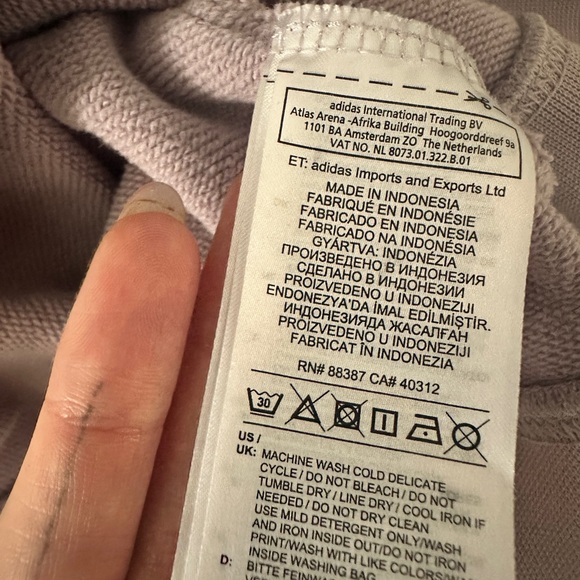 adidas International Trading BV
Atlas Arena -Afrika Building Hoogoorddreef 9a
1101 BA Amsterdam ZO The Netherlands
VAT NO. NL 8073.01.322.B.01
ET: adidas Imports and Exports Ltd
MADE IN INDONESIA
FABRIQUÉ EN INDONÉSIE
FABRICADO EN INDONESIA
FABRICADO NA INDONÉSIA
GYÁRTVA: INDONÉZIA
ПРОИЗВЕДЕНО В ИНДОНЕЗИЯ
СДЕЛАНО В ИНДОНЕЗИИ
PROIZVEDENO U INDONEZIJI
ENDONEZYA'DA İMAL EDİLMİŞTİR.
ИНДОНЕЗИЯДА ЖАСАЛҒАН
PROIZVEDENO U INDONEZIJI
FABRICAT ÎN INDONEZIA
RN# 88387 CA# 40312
30
US /
UK: MACHINE WASH COLD DELICATE
CYCLE / DO NOT BLEACH / DO NOT
TUMBLE DRY / LINE DRY / COOL IRON IF
NEEDED / DO NOT DRY CLEAN
USE MILD DETERGENT ONLY/WASH
AND IRON INSIDE OUT/DO NOT IRON
PRINT/WASH WITH LIKE COLORS/
INSIDE WASHING BAG
D: BITTE FEINWA